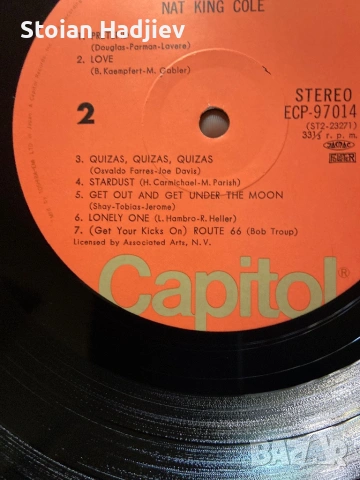 Stoian Hadjiev
NAT KING COLE
(Douglas-Parman-Lavere)
2. LOVE
(B. Kaempfert-M. Gabler)
2
STEREO
ECP-97014
(ST2-23271)
33⅓ r. p. m.
JASRAC
3. QUIZAS, QUIZAS, QUIZAS
(Osvaldo Farres-Joe Davis)
4. STARDUST (H. Carmichael-M. Parish)
5. GET OUT AND GET UNDER THE MOON
(Shay-Tobias-Jerome)
6. LONELY ONE (L. Hambro-R. Heller)
7. (Get Your Kicks On) ROUTE 66 (Bob Troup)
Licensed by Associated Arts, N. V.
Capitol®
BAZAR